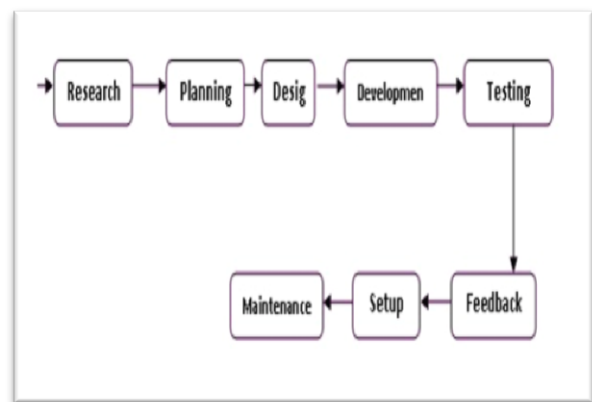 Research
Planning
Desig
Developmen
Testing
Maintenance
Setup
Feedback